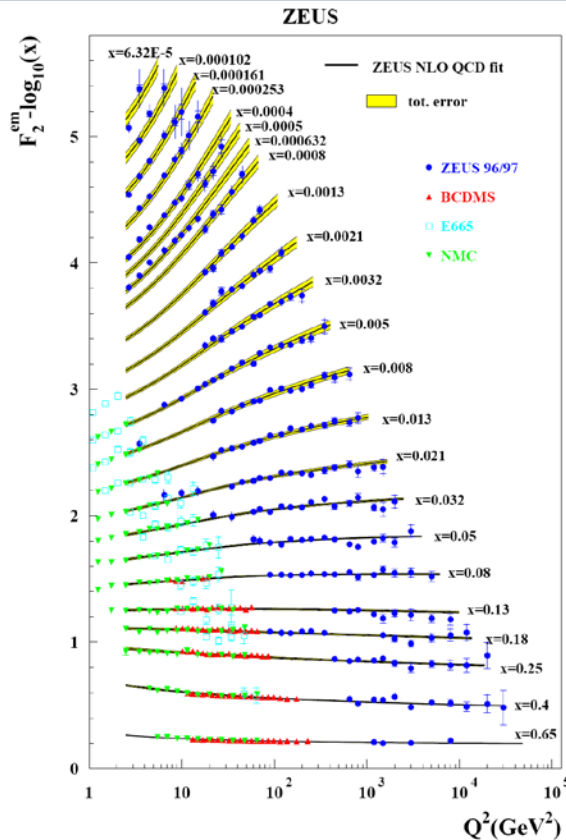 ZEUS
F₂^em -log₁₀(x)
x=6.32E-5
x=0.000102
x=0.000161
x=0.000253
x=0.0004
x=0.0005
x=0.000632
x=0.0008
x=0.0013
x=0.0021
x=0.0032
x=0.005
x=0.008
x=0.013
x=0.021
x=0.032
x=0.05
x=0.08
x=0.13
x=0.18
x=0.25
x=0.4
x=0.65
ZEUS NLO QCD fit
tot. error
ZEUS 96/97
BCDMS
E665
NMC
5
4
3
2
1
0
1 10 10² 10³ 10⁴ 10⁵
Q²(GeV²)